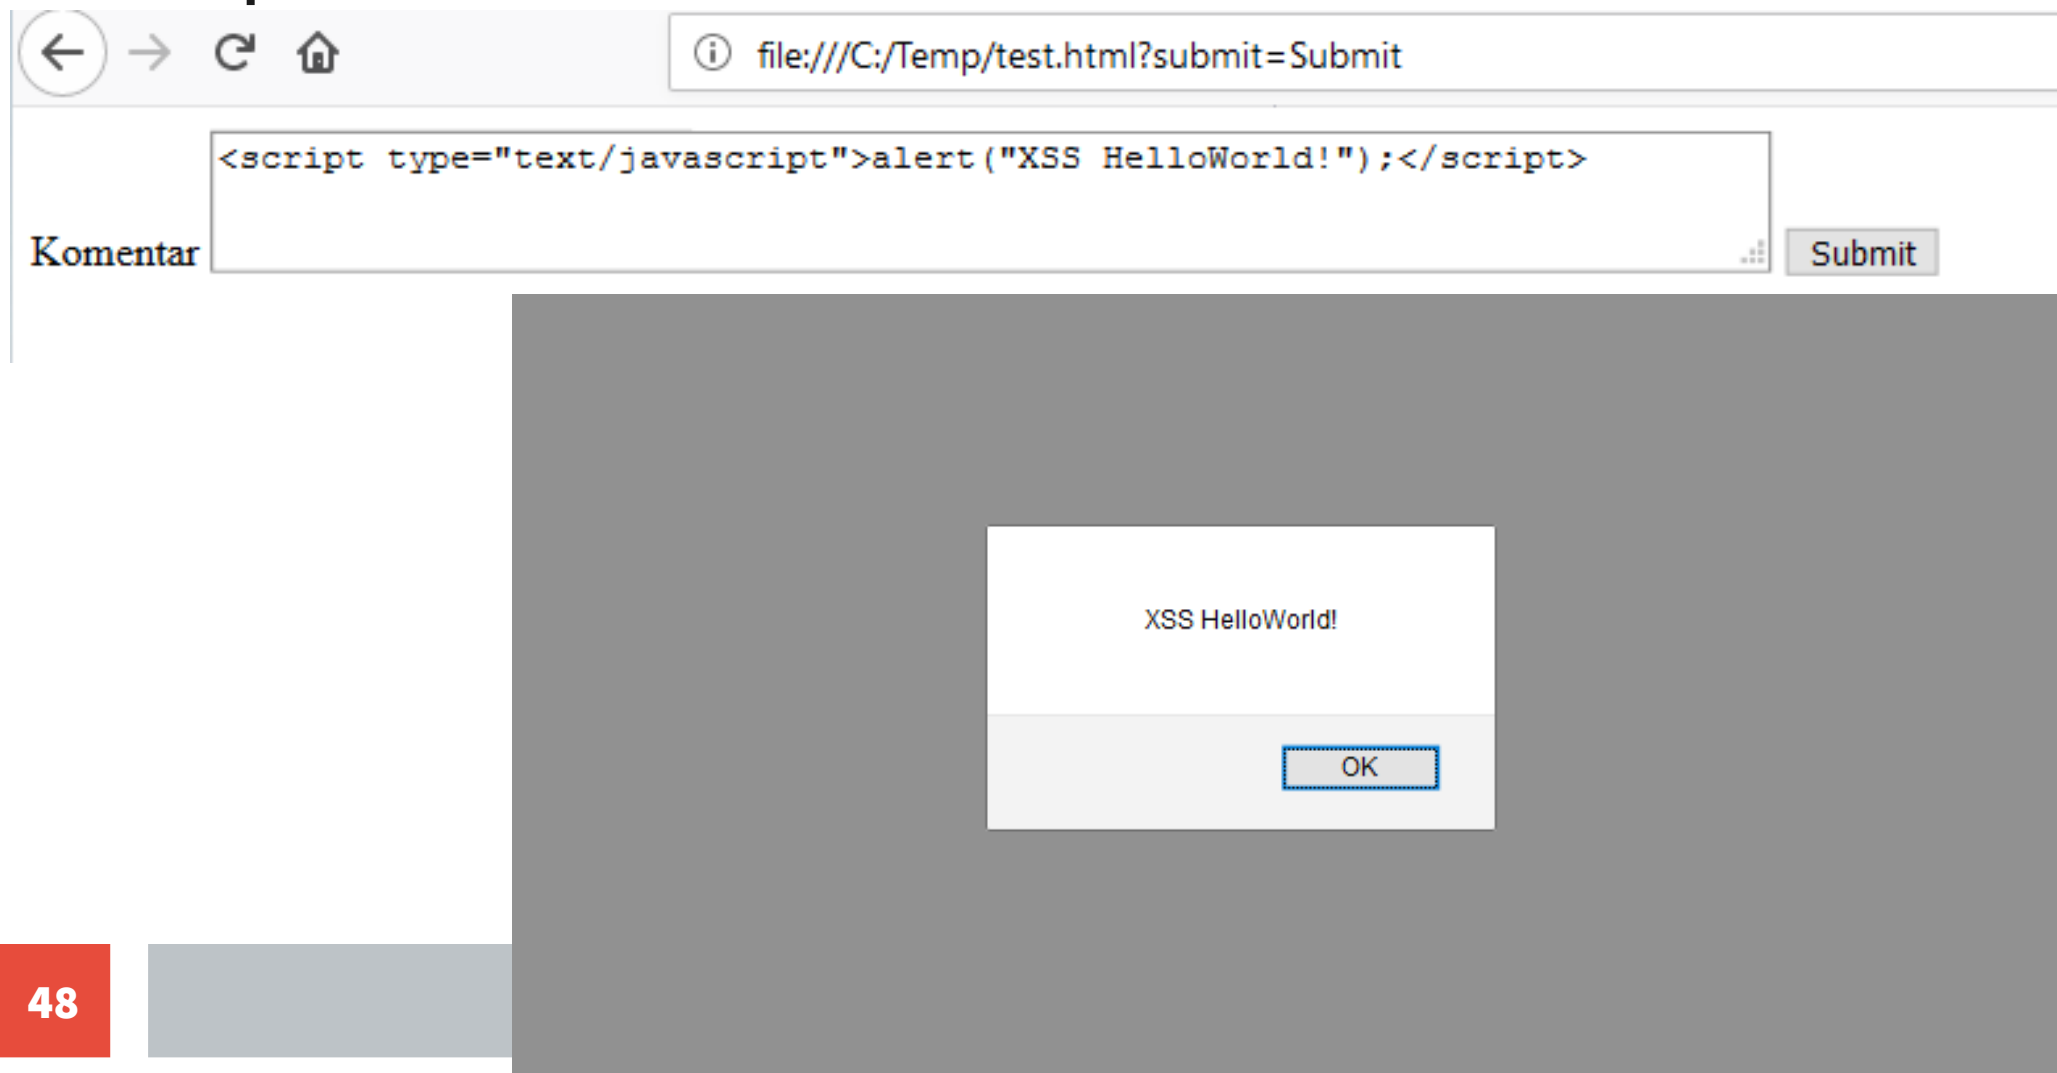 file:///C:/Temp/test.html?submit=Submit
<script type="text/javascript">alert("XSS HelloWorld!");</script>
Komentar
Submit
XSS HelloWorld!
OK
48